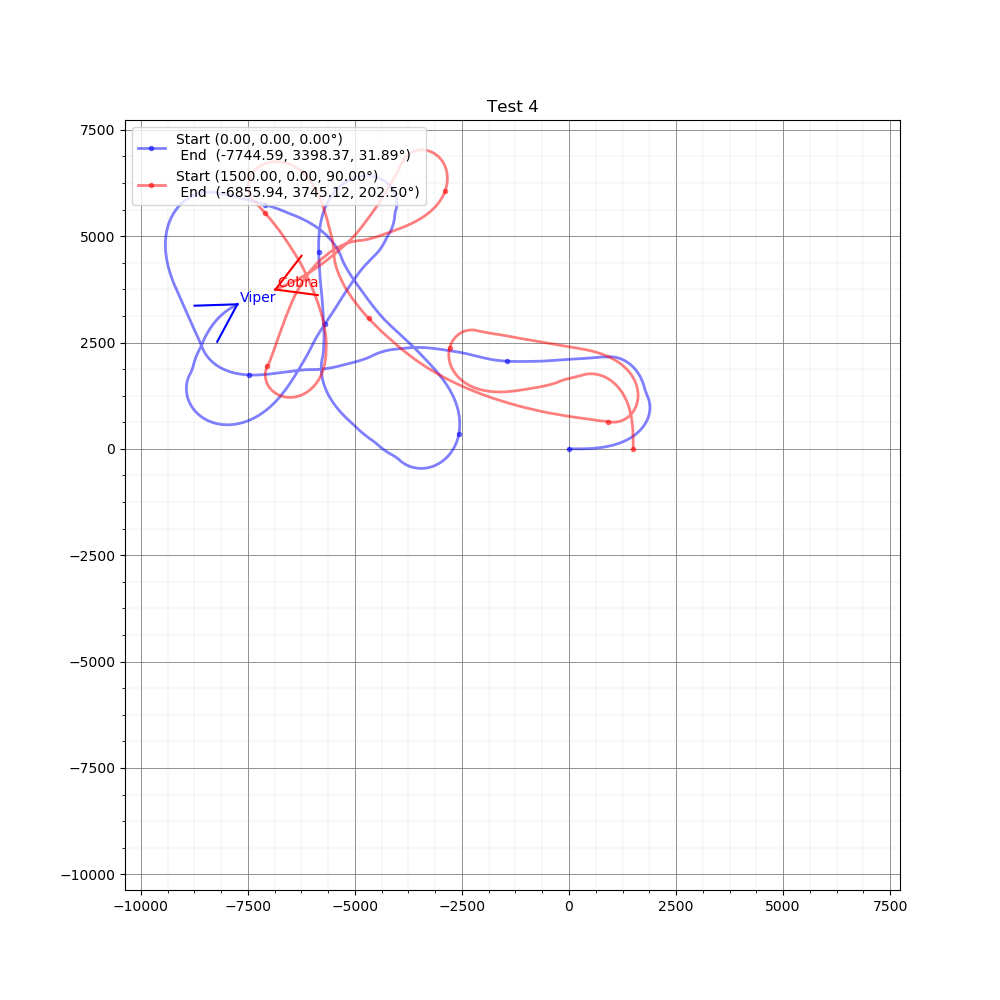 Test 4
Start (0.00, 0.00, 0.00°)
End (-7744.59, 3398.37, 31.89°)
Start (1500.00, 0.00, 90.00°)
End (-6855.94, 3745.12, 202.50°)
Cobra
Viper
7500
5000
2500
0
−2500
−5000
−7500
−10000
−10000 −7500 −5000 −2500 0 2500 5000 7500